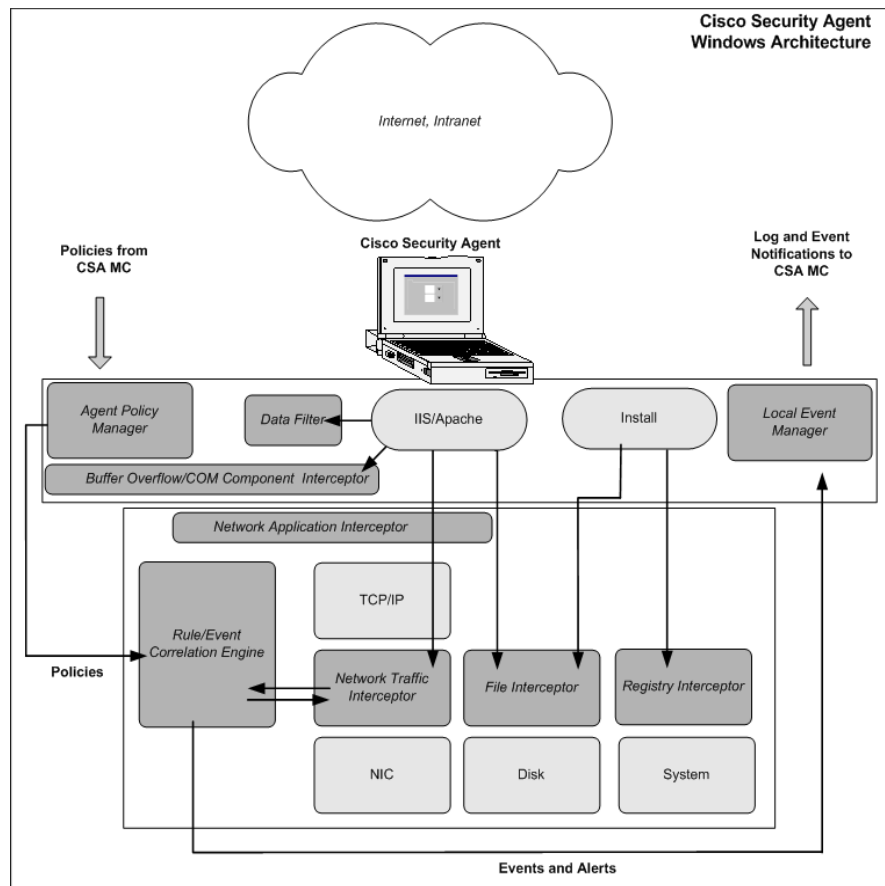 Cisco Security Agent
Windows Architecture
Internet, Intranet
Policies from
CSA MC
Cisco Security Agent
Log and Event
Notifications to
CSA MC
Agent Policy
Manager
Data Filter
IIS/Apache
Install
Local Event
Manager
Buffer Overflow/COM Component Interceptor
Network Application Interceptor
TCP/IP
Rule/Event
Correlation Engine
Policies
Network Traffic
Interceptor
File Interceptor
Registry Interceptor
NIC
Disk
System
Events and Alerts